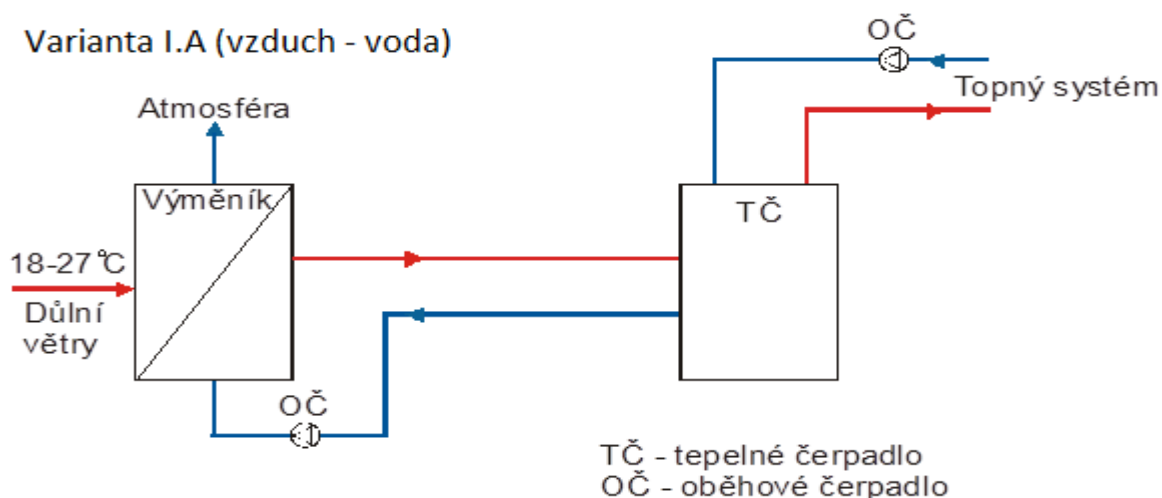 Varianta I.A (vzduch - voda)
OČ
Topný systém
Atmosféra
Výměník
TČ
18-27°C
Důlní
větry
OČ
TČ - tepelné čerpadlo
OČ - oběhové čerpadlo